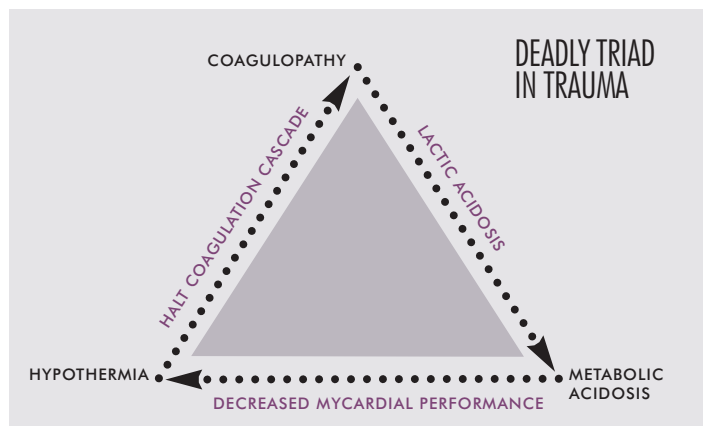 DEADLY TRIAD
IN TRAUMA
COAGULOPATHY
HALT COAGULATION CASCADE
LACTIC ACIDOSIS
HYPOTHERMIA
METABOLIC
ACIDOSIS
DECREASED MYCARDIAL PERFORMANCE